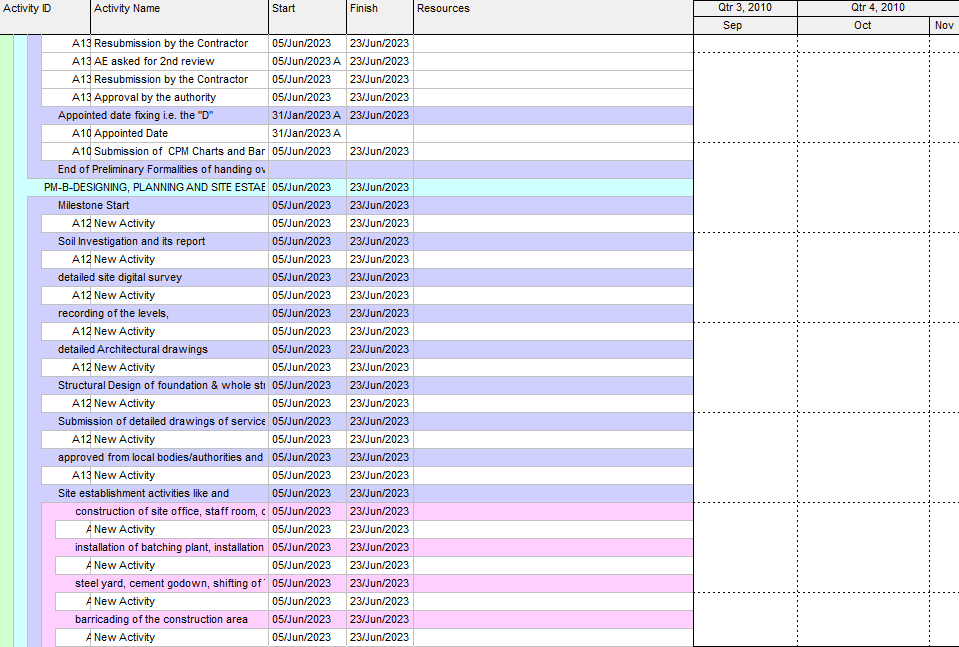 Activity ID Activity Name Start Finish Resources Qtr 3, 2010 Qtr 4, 2010
Sep Oct Nov
A13 Resubmission by the Contractor 05/Jun/2023 23/Jun/2023
A13 AE asked for 2nd review 05/Jun/2023 A 23/Jun/2023
A13 Resubmission by the Contractor 05/Jun/2023 23/Jun/2023
A13 Approval by the authority 05/Jun/2023 23/Jun/2023
Appointed date fixing i.e. the "D" 31/Jan/2023 A 23/Jun/2023
A10 Appointed Date 31/Jan/2023 A
A10 Submission of CPM Charts and Bar 05/Jun/2023 23/Jun/2023
End of Preliminary Formalities of handing ov
PM-B-DESIGNING, PLANNING AND SITE ESTAE 05/Jun/2023 23/Jun/2023
Milestone Start 05/Jun/2023 23/Jun/2023
A12 New Activity 05/Jun/2023 23/Jun/2023
Soil Investigation and its report 05/Jun/2023 23/Jun/2023
A12 New Activity 05/Jun/2023 23/Jun/2023
detailed site digital survey 05/Jun/2023 23/Jun/2023
A12 New Activity 05/Jun/2023 23/Jun/2023
recording of the levels, 05/Jun/2023 23/Jun/2023
A12 New Activity 05/Jun/2023 23/Jun/2023
detailed Architectural drawings 05/Jun/2023 23/Jun/2023
A12 New Activity 05/Jun/2023 23/Jun/2023
Structural Design of foundation & whole str 05/Jun/2023 23/Jun/2023
A12 New Activity 05/Jun/2023 23/Jun/2023
Submission of detailed drawings of service 05/Jun/2023 23/Jun/2023
A12 New Activity 05/Jun/2023 23/Jun/2023
approved from local bodies/authorities and 05/Jun/2023 23/Jun/2023
A13 New Activity 05/Jun/2023 23/Jun/2023
Site establishment activities like and 05/Jun/2023 23/Jun/2023
construction of site office, staff room, c 05/Jun/2023 23/Jun/2023
A New Activity 05/Jun/2023 23/Jun/2023
installation of batching plant, installation 05/Jun/2023 23/Jun/2023
A New Activity 05/Jun/2023 23/Jun/2023
steel yard, cement godown, shifting of 05/Jun/2023 23/Jun/2023
A New Activity 05/Jun/2023 23/Jun/2023
barricading of the construction area 05/Jun/2023 23/Jun/2023
A New Activity 05/Jun/2023 23/Jun/2023